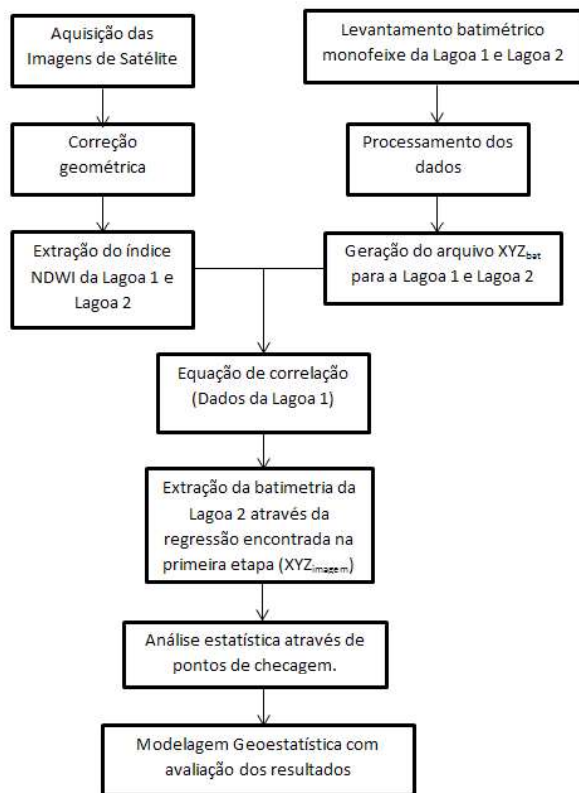 Aquisição das
Imagens de Satélite
Levantamento batimétrico
monofeixe da Lagoa 1 e Lagoa 2
Correção
geométrica
Processamento dos
dados
Extração do índice
NDWI da Lagoa 1 e
Lagoa 2
Geração do arquivo XYZbat
para a Lagoa 1 e Lagoa 2
Equação de correlação
(Dados da Lagoa 1)
Extração da batimetria da
Lagoa 2 através da
regressão encontrada na
primeira etapa (XYZimagem)
Análise estatística através de
pontos de checagem.
Modelagem Geoestatística com
avaliação dos resultados